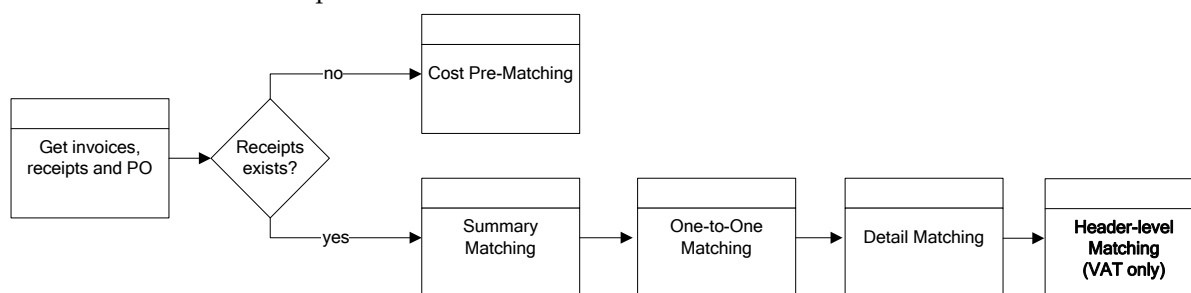 no
Cost Pre-Matching
Get invoices,
receipts and PO
Receipts
exists?
yes
Summary
Matching
One-to-One
Matching
Detail Matching
Header-level
Matching
(VAT only)